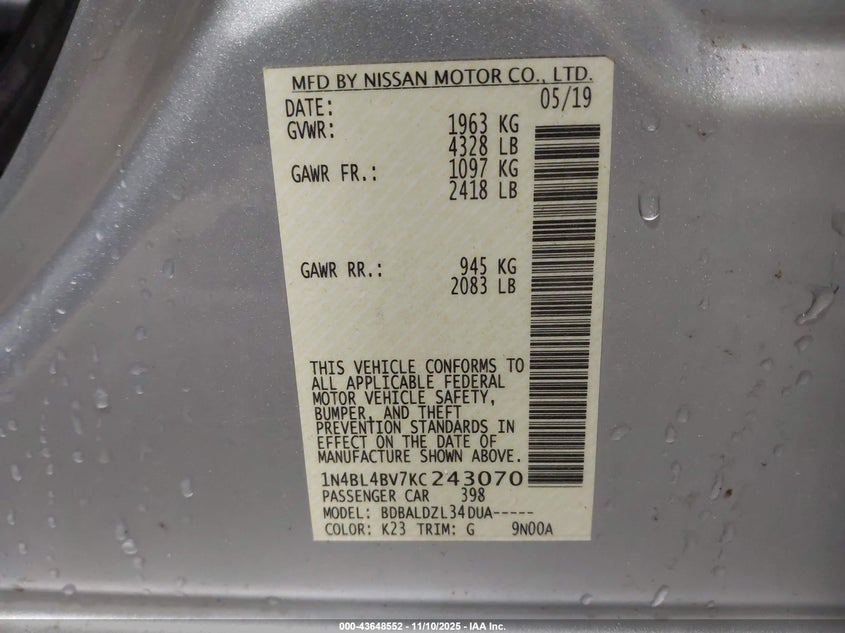 MFD BY NISSAN MOTOR CO., LTD.
DATE: 05/19
GVWR: 1963 KG
4328 LB
GAWR FR.: 1097 KG
2418 LB
GAWR RR.: 945 KG
2083 LB
THIS VEHICLE CONFORMS TO
ALL APPLICABLE FEDERAL
MOTOR VEHICLE SAFETY,
BUMPER, AND THEFT
PREVENTION STANDARDS IN
EFFECT ON THE DATE OF
MANUFACTURE SHOWN ABOVE.
1N4BL4BV7KC243070
PASSENGER CAR 398
MODEL: BDBALDZL34DUA-----
COLOR: K23 TRIM: G 9N00A
000-43648552 - 11/10/2025 - IAA Inc.